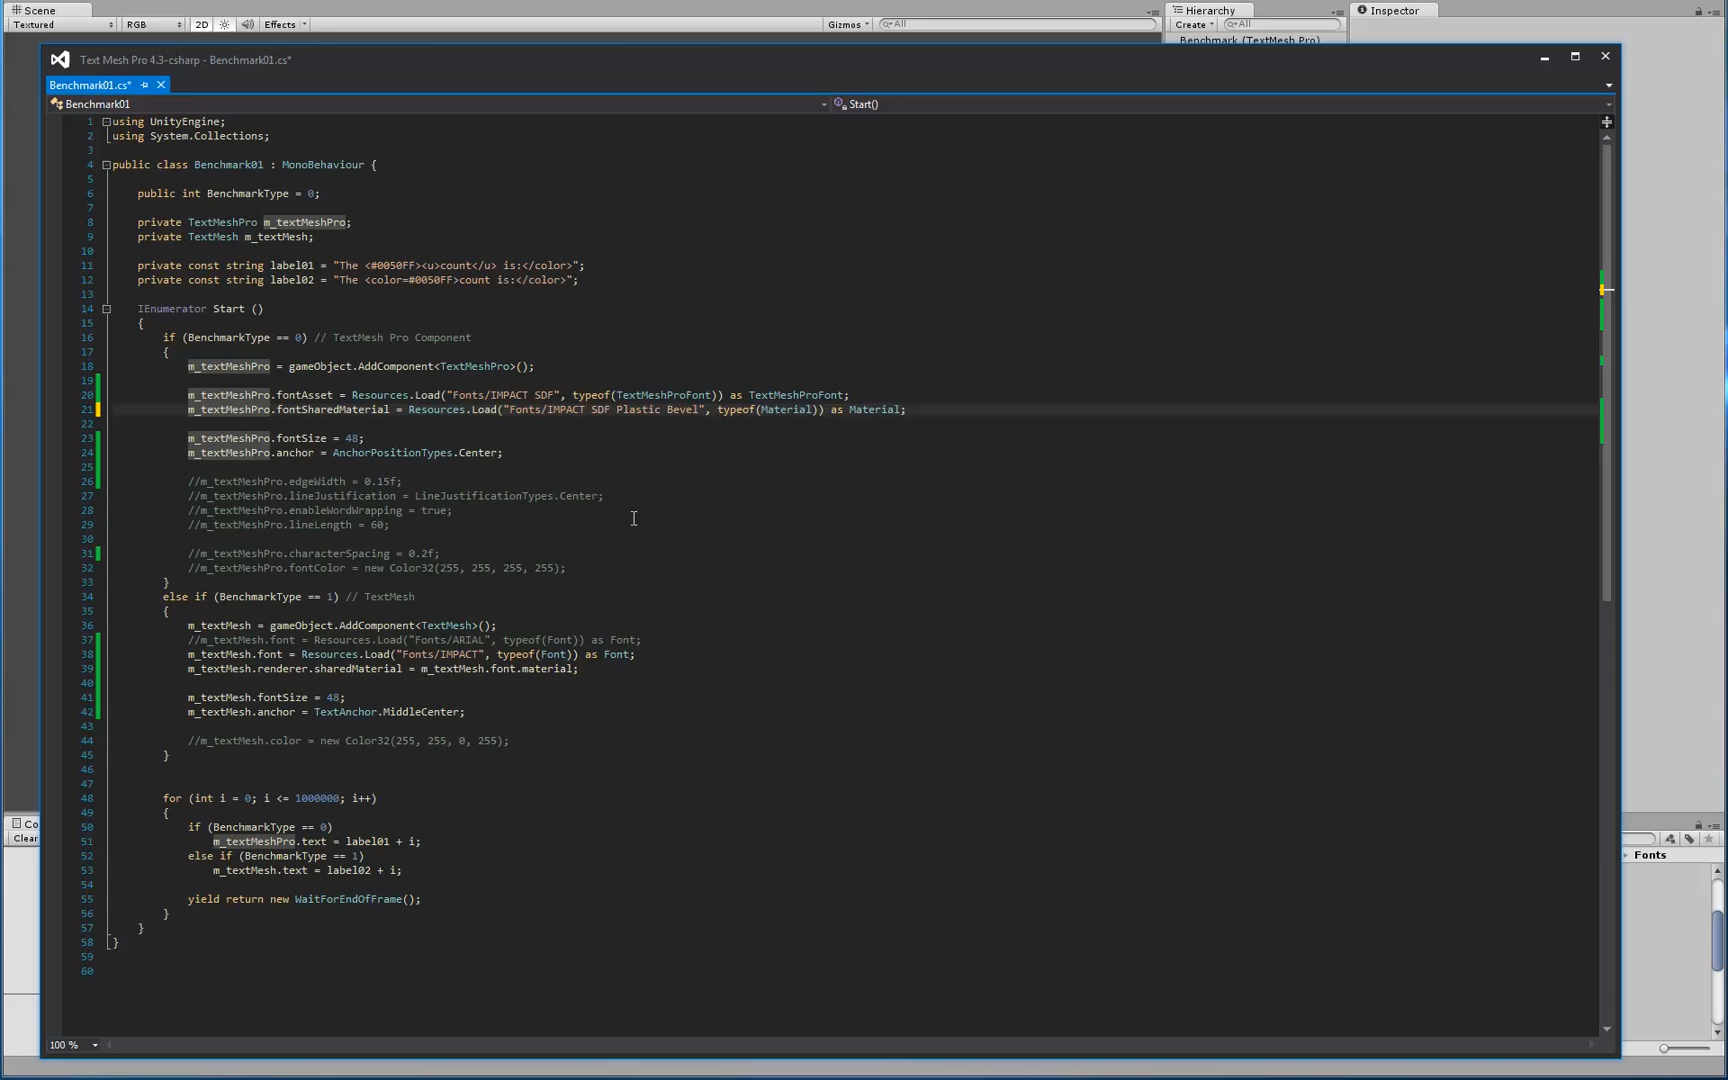 Scene
Hierarchy
Inspector
Textured
RGB
2D
Effects
Gizmos
All
Create
All
Benchmark (TextMesh Pro)
Text Mesh Pro 4.3-csharp - Benchmark01.cs*
Benchmark01.cs*
Benchmark01
Start()
1 using UnityEngine;
2 using System.Collections;
3
4 public class Benchmark01 : MonoBehaviour {
5
6 public int BenchmarkType = 0;
7
8 private TextMeshPro m_textMeshPro;
9 private TextMesh m_textMesh;
10
11 private const string label01 = "The <#0050FF><u>count</u> is:</color>";
12 private const string label02 = "The <color=#0050FF>count is:</color>";
13
14 IEnumerator Start ()
15 {
16 if (BenchmarkType == 0) // TextMesh Pro Component
17 {
18 m_textMeshPro = gameObject.AddComponent<TextMeshPro>();
19
20 m_textMeshPro.fontAsset = Resources.Load("Fonts/IMPACT SDF", typeof(TextMeshProFont)) as TextMeshProFont;
21 m_textMeshPro.fontSharedMaterial = Resources.Load("Fonts/IMPACT SDF Plastic Bevel", typeof(Material)) as Material;
22
23 m_textMeshPro.fontSize = 48;
24 m_textMeshPro.anchor = AnchorPositionTypes.Center;
25
26 //m_textMeshPro.edgeWidth = 0.15f;
27 //m_textMeshPro.lineJustification = LineJustificationTypes.Center;
28 //m_textMeshPro.enableWordWrapping = true;
29 //m_textMeshPro.lineLength = 60;
30
31 //m_textMeshPro.characterSpacing = 0.2f;
32 //m_textMeshPro.fontColor = new Color32(255, 255, 255, 255);
33 }
34 else if (BenchmarkType == 1) // TextMesh
35 {
36 m_textMesh = gameObject.AddComponent<TextMesh>();
37 //m_textMesh.font = Resources.Load("Fonts/ARIAL", typeof(Font)) as Font;
38 m_textMesh.font = Resources.Load("Fonts/IMPACT", typeof(Font)) as Font;
39 m_textMesh.renderer.sharedMaterial = m_textMesh.font.material;
40
41 m_textMesh.fontSize = 48;
42 m_textMesh.anchor = TextAnchor.MiddleCenter;
43
44 //m_textMesh.color = new Color32(255, 255, 0, 255);
45 }
46
47
48 for (int i = 0; i <= 1000000; i++)
49 {
50 if (BenchmarkType == 0)
51 m_textMeshPro.text = label01 + i;
52 else if (BenchmarkType == 1)
53 m_textMesh.text = label02 + i;
54
55 yield return new WaitForEndOfFrame();
56 }
57 }
58 }
59
60
Co
Clear
Fonts
100 %